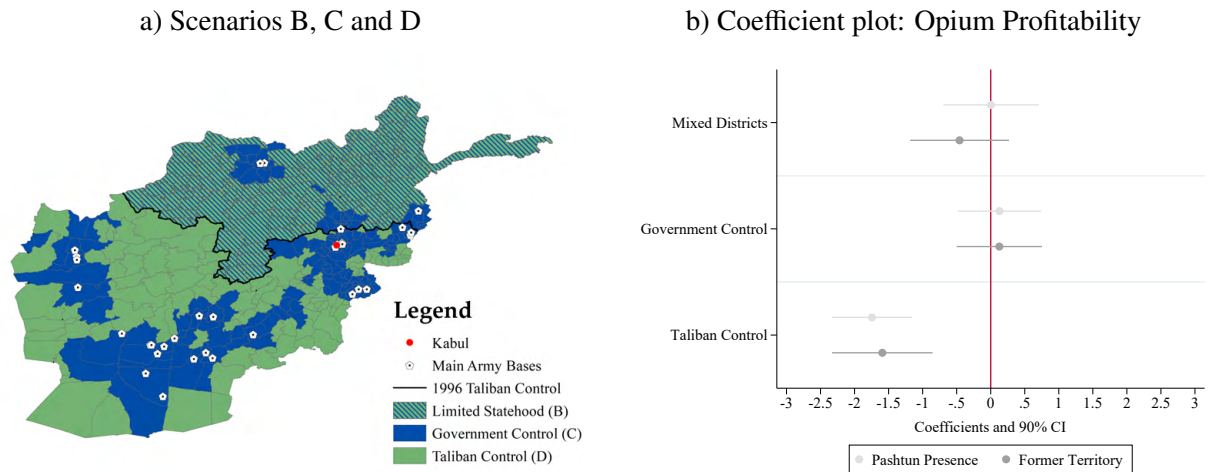 a) Scenarios B, C and D
Legend
Kabul
Main Army Bases
1996 Taliban Control
Limited Statehood (B)
Government Control (C)
Taliban Control (D)
b) Coefficient plot: Opium Profitability
Mixed Districts
Government Control
Taliban Control
-3 -2.5 -2 -1.5 -1 -.5 0 .5 1 1.5 2 2.5 3
Coefficients and 90% CI
Pashtun Presence Former Territory